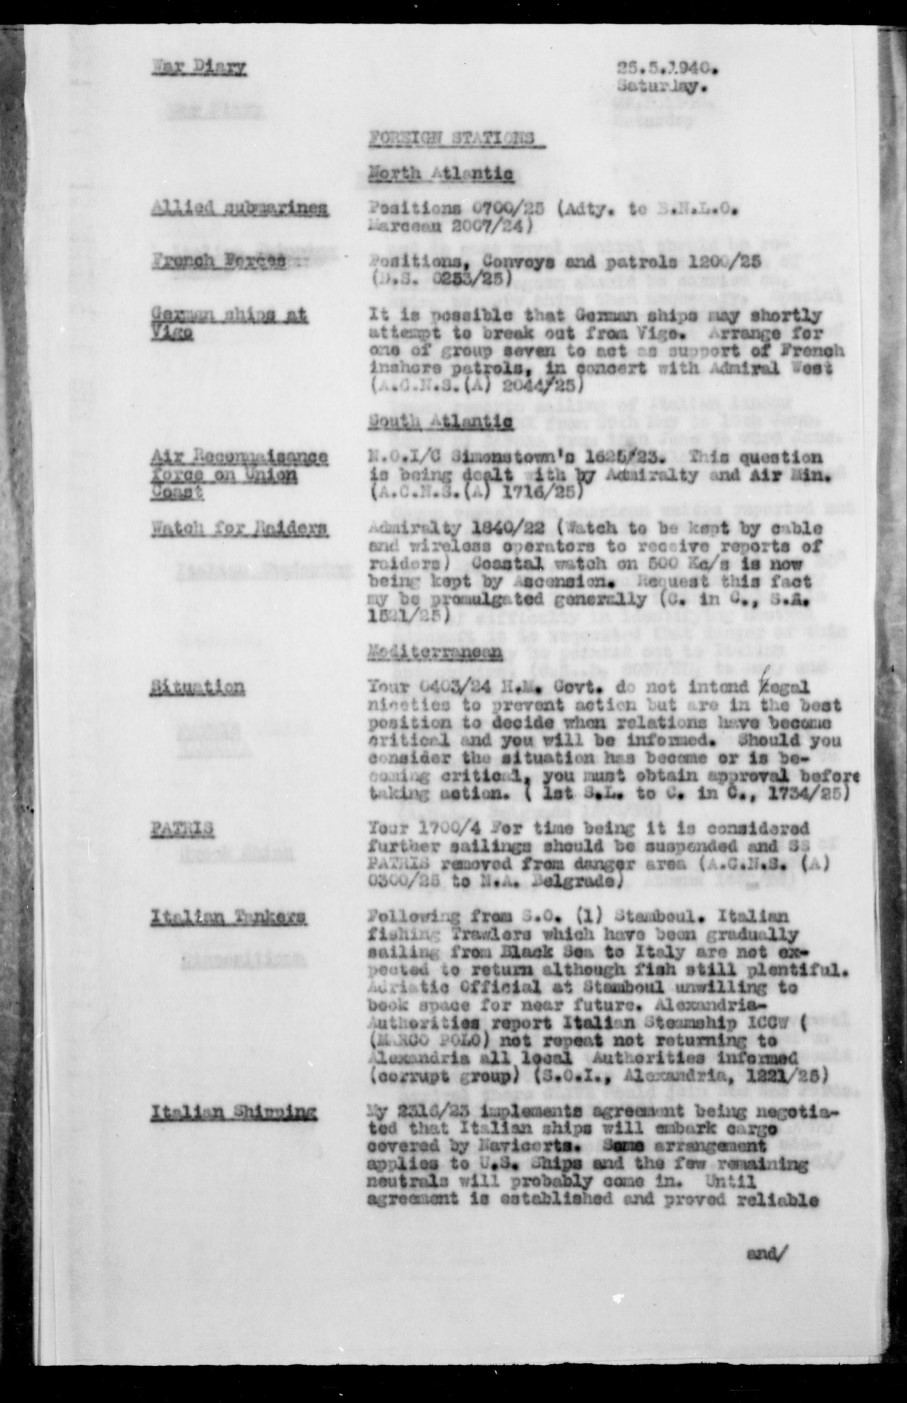 War Diary
25.5.1940.
Saturday.
FOREIGN STATIONS
North Atlantic
Allied submarines
Positions 0700/25 (Adty. to B.N.L.O.
Marceau 2007/24)
French Forces
Positions, Convoys and patrols 1200/25
(D.S. 0253/25)
German ships at
Vigo
It is possible that German ships may shortly
attempt to break out from Vigo. Arrange for
one of group seven to act as support of French
inshore patrols, in concert with Admiral West
(A.C.N.S.(A) 2044/25)
South Atlantic
Air Reconnaisance
force on Union
Coast
N.O.I/C Simonstown's 1625/23. This question
is being dealt with by Admiralty and Air Min.
(A.C.N.S.(A) 1716/25)
Watch for Raiders
Admiralty 1840/22 (Watch to be kept by cable
and wireless operators to receive reports of
raiders) Coastal watch on 500 Kc/s is now
being kept by Ascension. Request this fact
my be promulgated generally (C. in C., S.A.
1521/25)
Mediterranean
Situation
Your 0403/24 H.M. Govt. do not intend legal
nineties to prevent action but are in the best
position to decide when relations have become
critical and you will be informed. Should you
consider the situation has become or is be-
coming critical, you must obtain approval before
taking action. ( 1st S.L. to C. in C., 1734/25)
PATRIS
Your 1700/4 For time being it is considered
further sailings should be suspended and SS
PATRIS removed from danger area (A.C.N.S. (A)
0300/25 to N.A. Belgrade)
Italian Tankers
Following from S.O. (1) Stamboul. Italian
fishing Trawlers which have been gradually
sailing from Black Sea to Italy are not ex-
pected to return although fish still plentiful.
Adriatic Official at Stamboul unwilling to
book space for near future. Alexandria-
Authorities report Italian Steamship ICCW (
(MARCO POLO) not repeat not returning to
Alexandria all local Authorities informed
(corrupt group) (S.O.I., Alexandria, 1221/25)
Italian Shipping
My 2316/23 implements agreement being negotia-
ted that Italian ships will embark cargo
covered by Navicerts. Same arrangement
applies to U.S. Ships and the few remaining
neutrals will probably come in. Until
agreement is established and proved reliable
and/